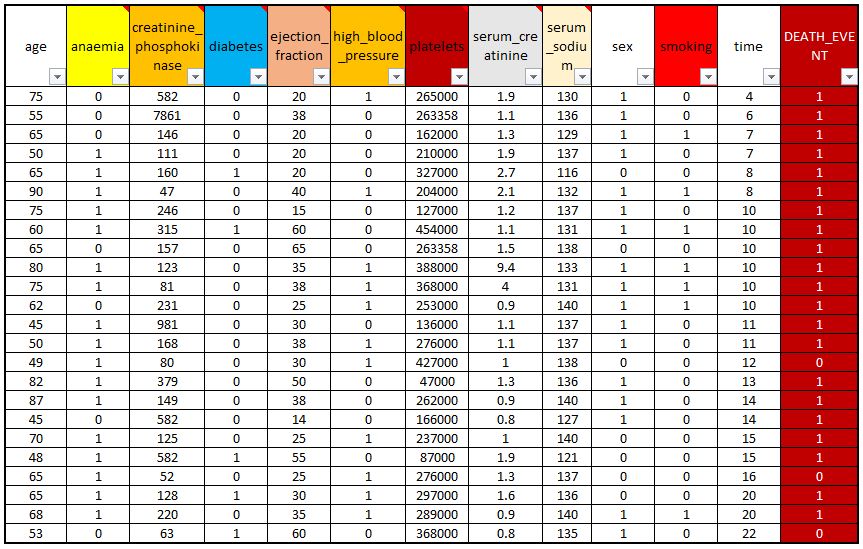 age anaemia creatinine_phosphokinase diabetes ejection_fraction high_blood_pressure platelets serum_creatinine serum_sodium sex smoking time DEATH_EVENT
75 0 582 0 20 1 265000 1.9 130 1 0 4 1
55 0 7861 0 38 0 263358 1.1 136 1 0 6 1
65 0 146 0 20 0 162000 1.3 129 1 1 7 1
50 1 111 0 20 0 210000 1.9 137 1 0 7 1
65 1 160 1 20 0 327000 2.7 116 0 0 8 1
90 1 47 0 40 1 204000 2.1 132 1 1 8 1
75 1 246 0 15 0 127000 1.2 137 1 0 10 1
60 1 315 1 60 0 454000 1.1 131 1 1 10 1
65 0 157 0 65 0 263358 1.5 138 0 0 10 1
80 1 123 0 35 1 388000 9.4 133 1 1 10 1
75 1 81 0 38 1 368000 4 131 1 1 10 1
62 0 231 0 25 1 253000 0.9 140 1 1 10 1
45 1 981 0 30 0 136000 1.1 137 1 0 11 1
50 1 168 0 38 1 276000 1.1 137 1 0 11 1
49 1 80 0 30 1 427000 1 138 0 0 12 0
82 1 379 0 50 0 47000 1.3 136 1 0 13 1
87 1 149 0 38 0 262000 0.9 140 1 0 14 1
45 0 582 0 14 0 166000 0.8 127 1 0 14 1
70 1 125 0 25 1 237000 1 140 0 0 15 1
48 1 582 1 55 0 87000 1.9 121 0 0 15 1
65 1 52 0 25 1 276000 1.3 137 0 0 16 0
65 1 128 1 30 1 297000 1.6 136 0 0 20 1
68 1 220 0 35 1 289000 0.9 140 1 1 20 1
53 0 63 1 60 0 368000 0.8 135 1 0 22 0